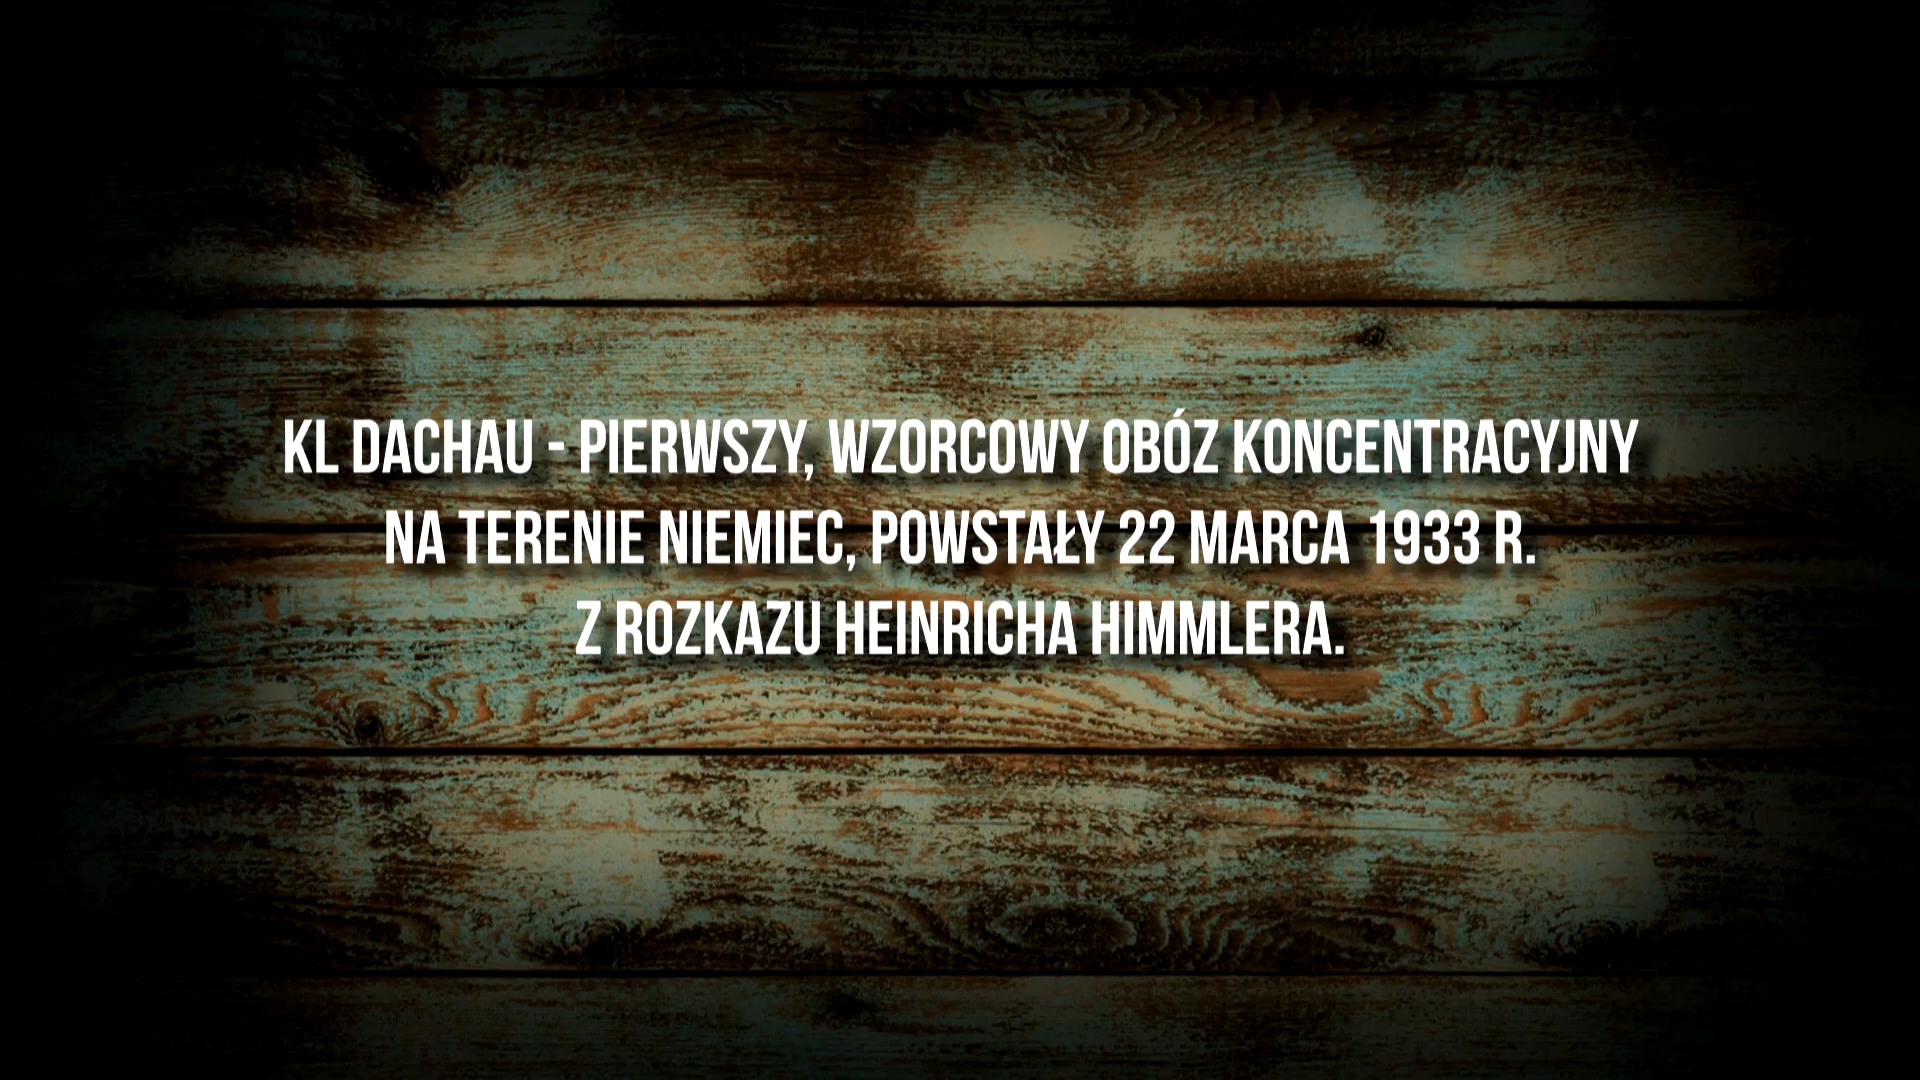 KL DACHAU - PIERWSZY, WZORCOWY OBÓZ KONCENTRACYJNY
NA TERENIE NIEMIEC, POWSTAŁY 22 MARCA 1933 R.
Z ROZKAZU HEINRICHA HIMMLERA.